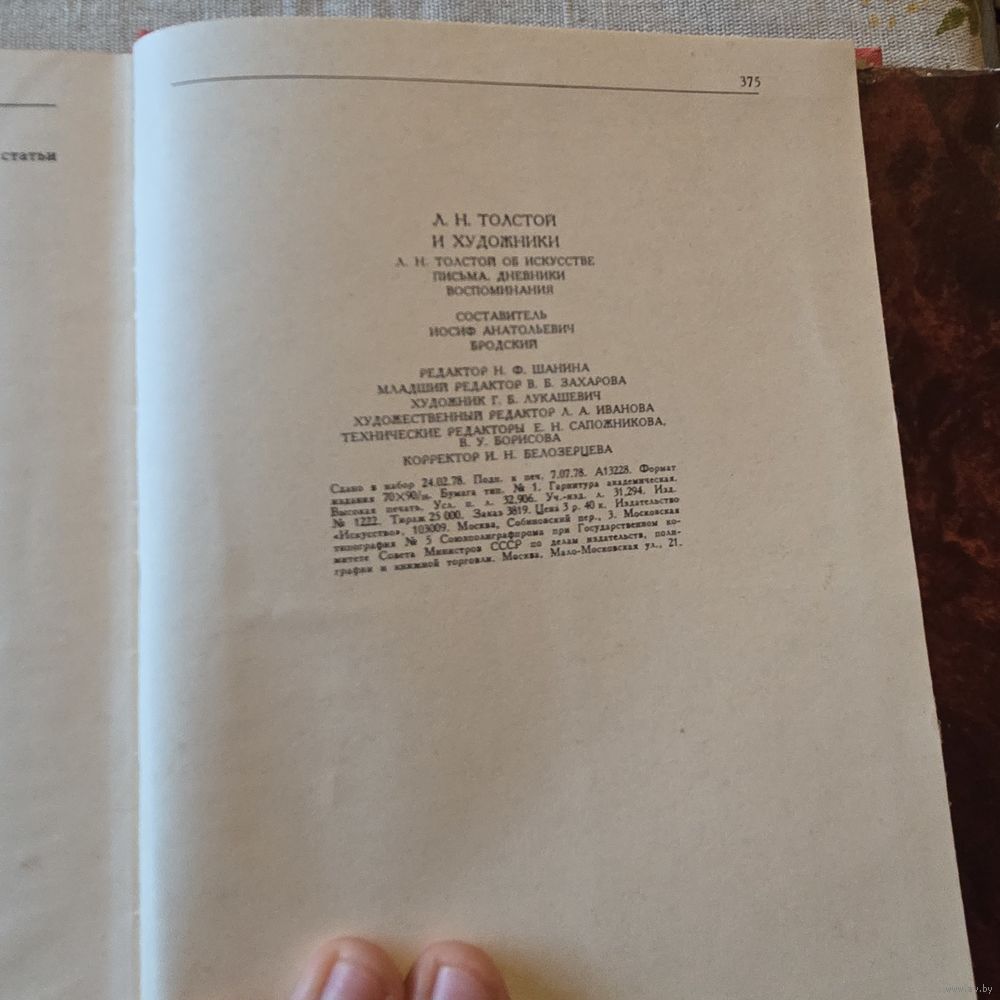 статьи
375
Л. Н. ТОЛСТОЙ
И ХУДОЖНИКИ
Л. Н. ТОЛСТОЙ ОБ ИСКУССТВЕ
ПИСЬМА, ДНЕВНИКИ
ВОСПОМИНАНИЯ
СОСТАВИТЕЛЬ
ИОСИФ АНАТОЛЬЕВИЧ
БРОДСКИЙ
РЕДАКТОР Н. Ф. ШАНИНА
МЛАДШИЙ РЕДАКТОР В. Б. ЗАХАРОВА
ХУДОЖНИК Г. Б. ЛУКАШЕВИЧ
ХУДОЖЕСТВЕННЫЙ РЕДАКТОР Л. А. ИВАНОВА
ТЕХНИЧЕСКИЕ РЕДАКТОРЫ Е. Н. САПОЖНИКОВА,
В. У. БОРИСОВА
КОРРЕКТОР И. Н. БЕЛОЗЕРЦЕВА
Сдано в набор 24.02.78. Подп. к печ. 7.07.78. А13228. Формат
издания 70×90/16. Бумага тип. № 1. Гарнитура академическая.
Высокая печать. Усл. п. л. 32,906. Уч.-изд. л. 31,294. Изд.
№ 1222. Тираж 25 000. Заказ 3819. Цена 3 р. 40 к. Издательство
«Искусство», 103009. Москва, Собиновский пер., 3. Московская
типография № 5 Союзполиграфпрома при Государственном ко-
митете Совета Министров СССР по делам издательств, поли-
графии и книжной торговли. Москва, Мало-Московская ул., 21.
www.av.by